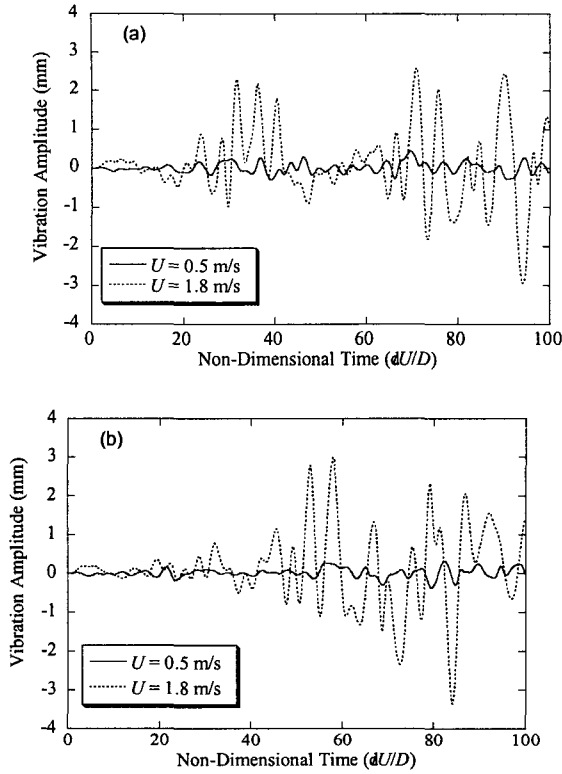 (a)
4
3
2
1
0
-1
-2
-3
-4
Vibration Amplitude (mm)
U = 0.5 m/s
U = 1.8 m/s
0 20 40 60 80 100
Non-Dimensional Time (dU/D)
(b)
4
3
2
1
0
-1
-2
-3
-4
Vibration Amplitude (mm)
U = 0.5 m/s
U = 1.8 m/s
0 20 40 60 80 100
Non-Dimensional Time (dU/D)